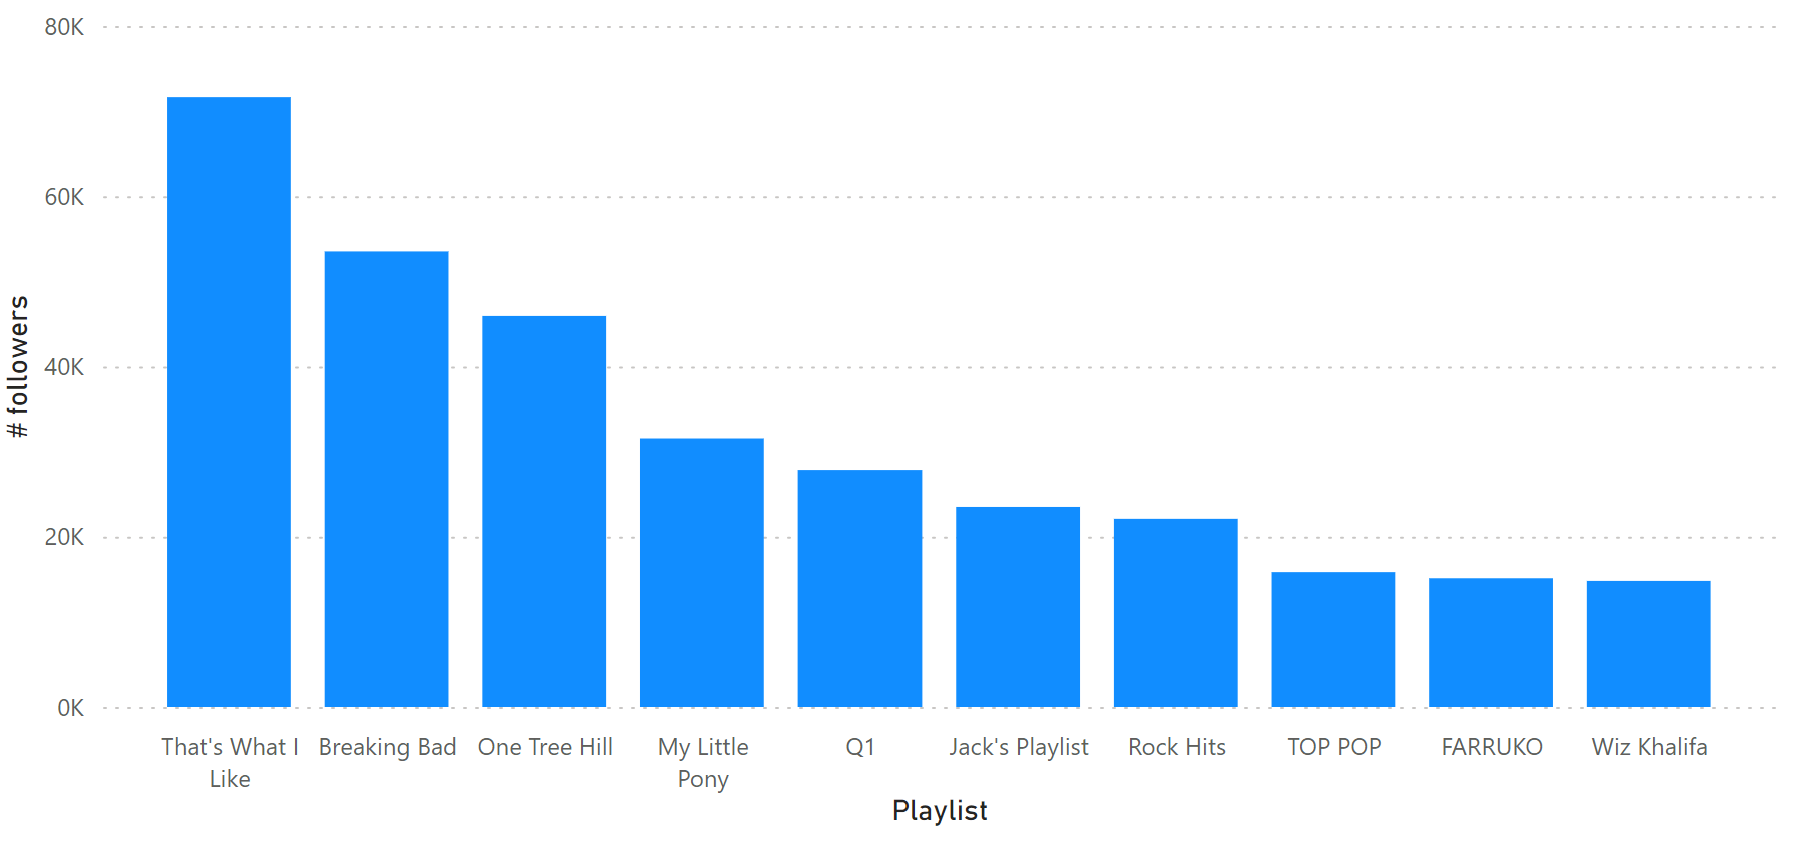 80K
60K
40K
20K
0K
# followers
That's What I
Like
Breaking Bad
One Tree Hill
My Little
Pony
Q1
Jack's Playlist
Rock Hits
TOP POP
FARRUKO
Wiz Khalifa
Playlist